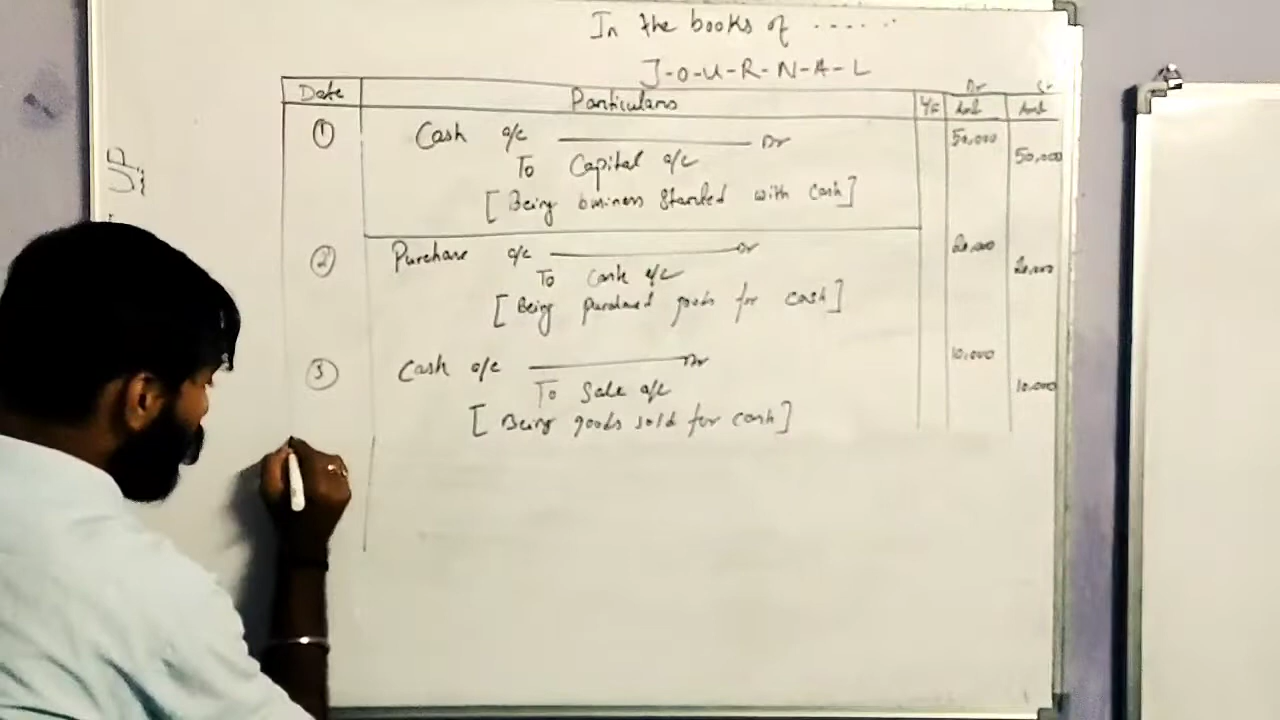 In the books of ......
J-O-U-R-N-A-L
Dr Cr
Date Particulars L/F Amt Amt
① Cash a/c Dr 50,000
To Capital a/c 50,000
[Being business started with cash]
② Purchase a/c Dr 20,000
To Cash a/c 20,000
[Being purchased goods for cash]
③ Cash a/c Dr 10,000
To Sale a/c 10,000
[Being goods sold for cash]